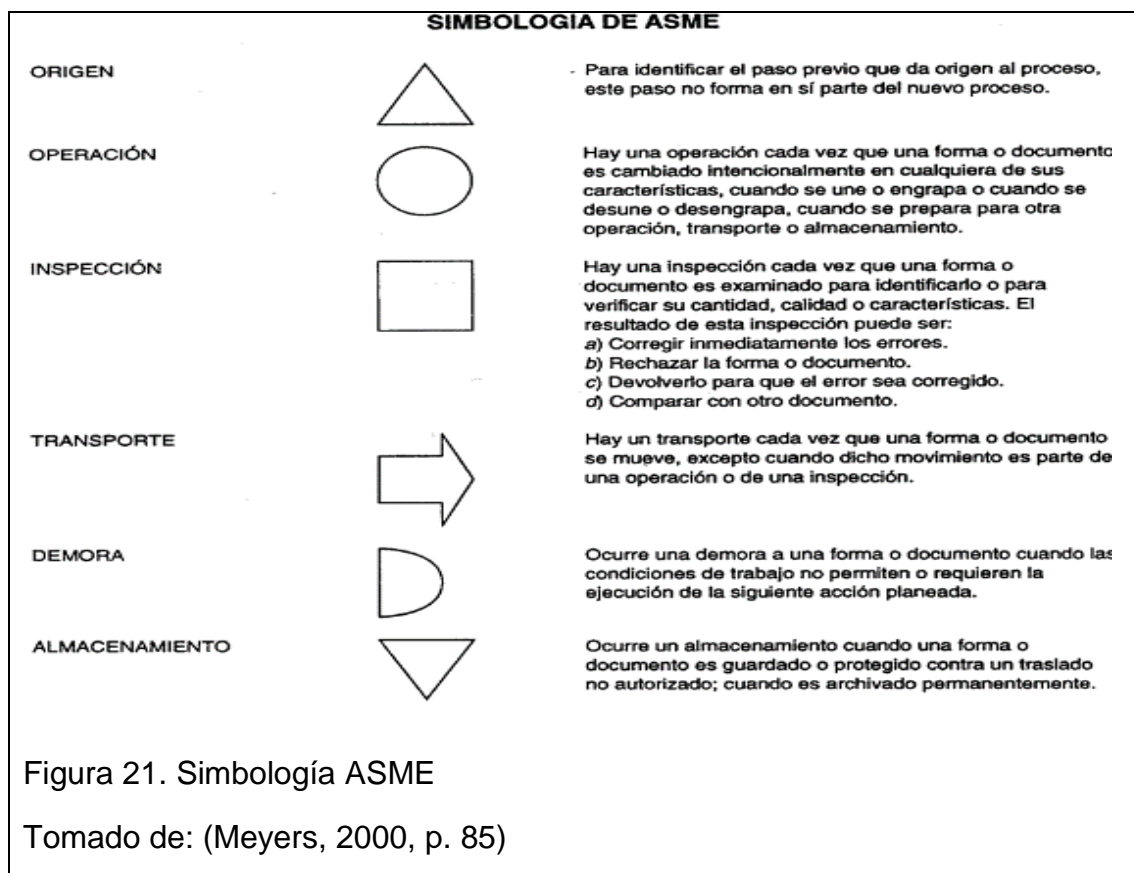 SIMBOLOGÍA DE ASME
ORIGEN
- Para identificar el paso previo que da origen al proceso,
este paso no forma en sí parte del nuevo proceso.
OPERACIÓN
Hay una operación cada vez que una forma o documento
es cambiado intencionalmente en cualquiera de sus
características, cuando se une o engrapa o cuando se
desune o desengrapa, cuando se prepara para otra
operación, transporte o almacenamiento.
INSPECCIÓN
Hay una inspección cada vez que una forma o
documento es examinado para identificarlo o para
verificar su cantidad, calidad o características. El
resultado de esta inspección puede ser:
a) Corregir inmediatamente los errores.
b) Rechazar la forma o documento.
c) Devolverlo para que el error sea corregido.
d) Comparar con otro documento.
TRANSPORTE
Hay un transporte cada vez que una forma o documento
se mueve, excepto cuando dicho movimiento es parte de
una operación o de una inspección.
DEMORA
Ocurre una demora a una forma o documento cuando las
condiciones de trabajo no permiten o requieren la
ejecución de la siguiente acción planeada.
ALMACENAMIENTO
Ocurre un almacenamiento cuando una forma o
documento es guardado o protegido contra un traslado
no autorizado; cuando es archivado permanentemente.
Figura 21. Simbología ASME
Tomado de: (Meyers, 2000, p. 85)